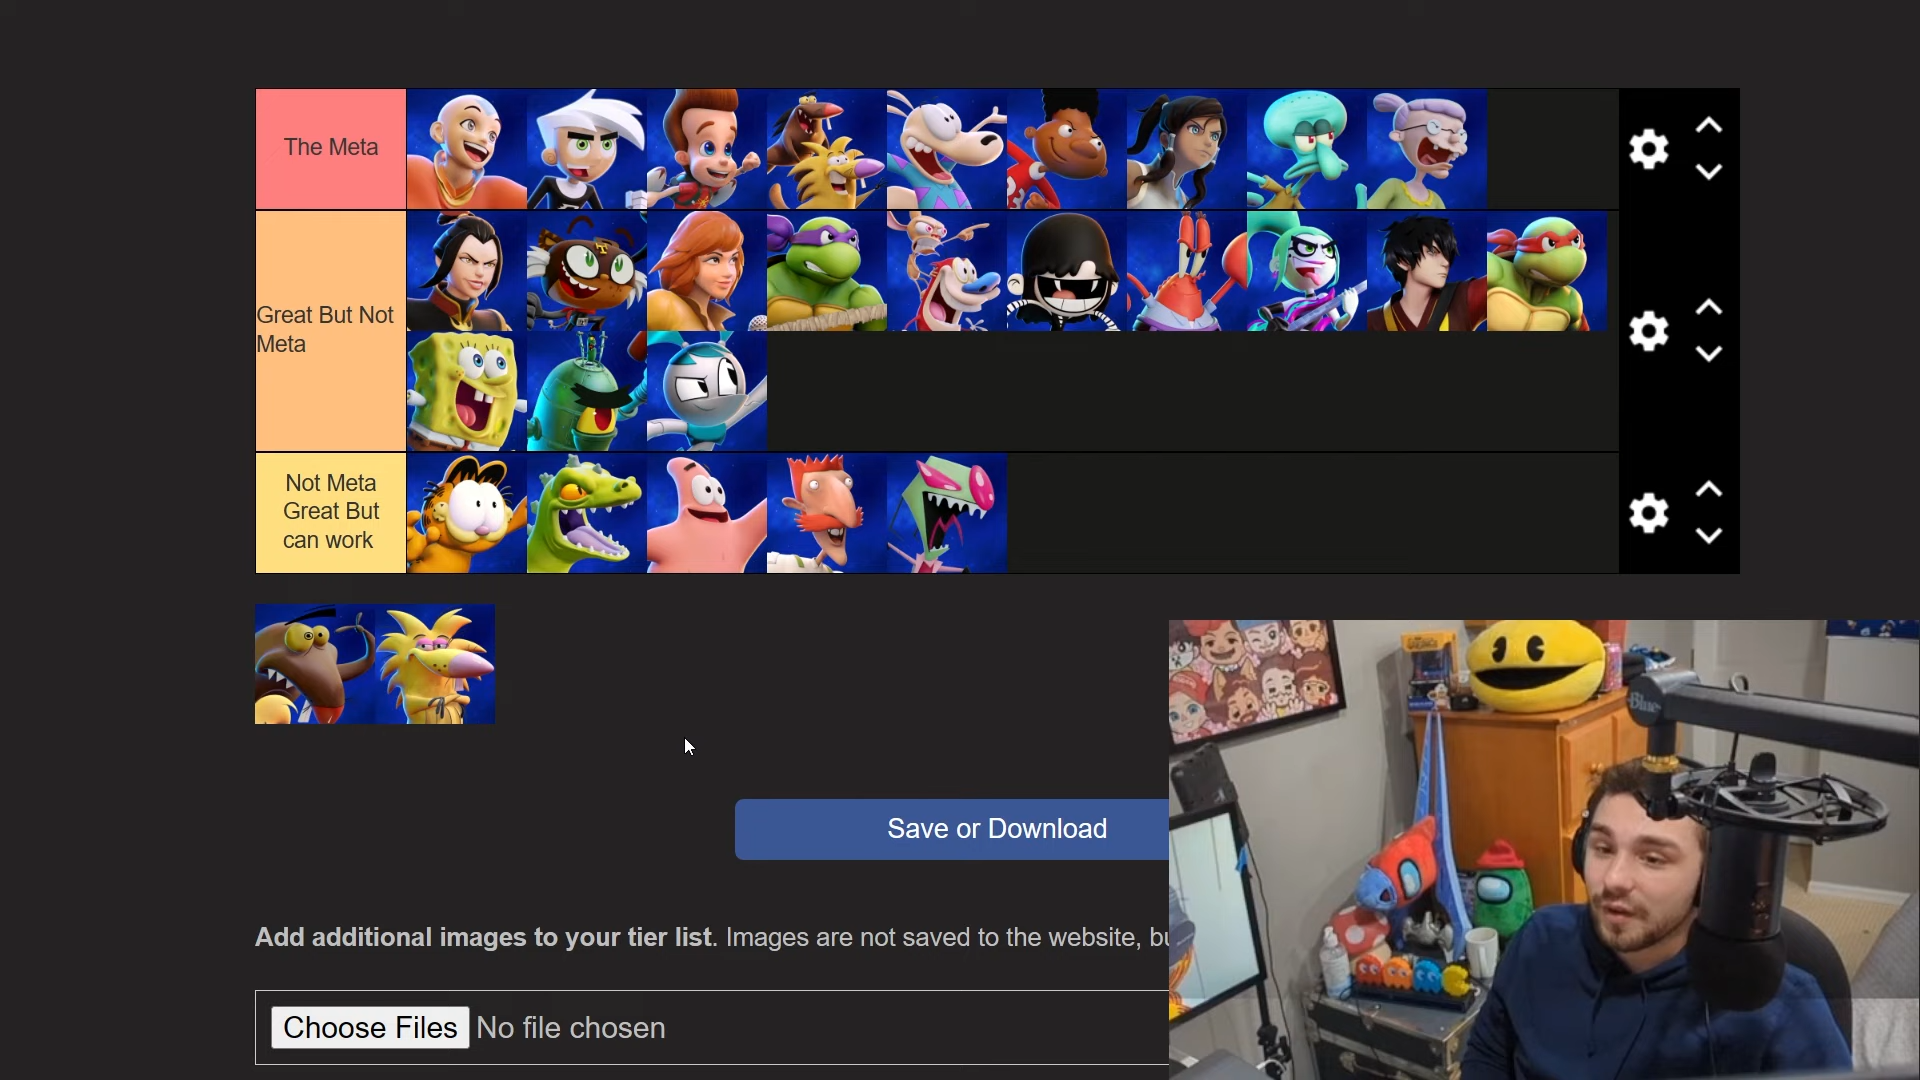 The Meta
Great But Not
Meta
Not Meta
Great But
can work
Save or Download
Add additional images to your tier list. Images are not saved to the website, bu
Choose Files No file chosen
Blue